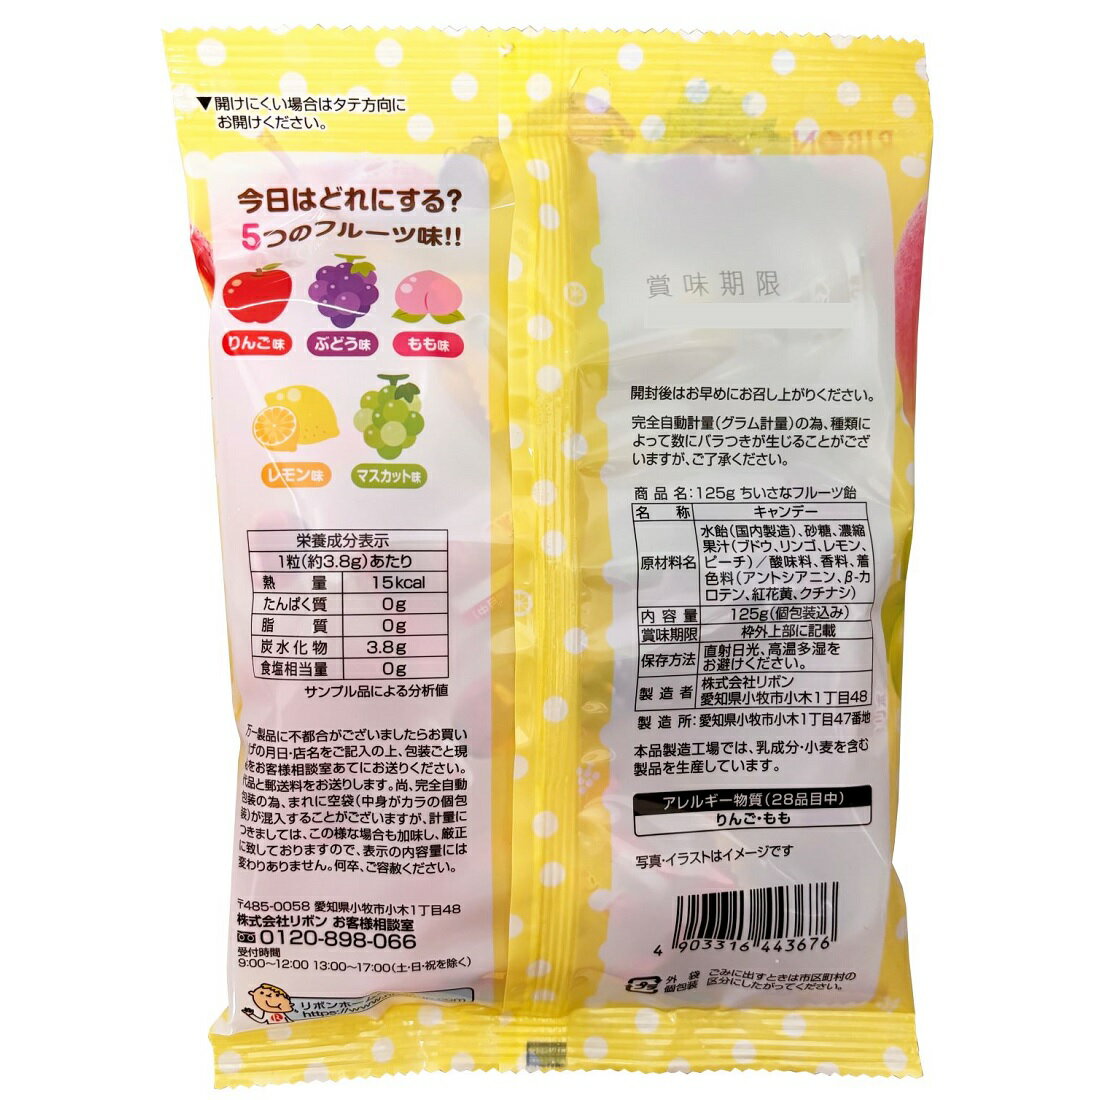 ▼開けにくい場合はタテ方向に
お開けください。
今日はどれにする?
5つのフルーツ味!!
りんご味 ぶどう味 もも味
レモン味 マスカット味
栄養成分表示
1粒(約3.8g)あたり
熱量 15kcal
たんぱく質 0g
脂質 0g
炭水化物 3.8g
食塩相当量 0g
サンプル品による分析値
万一製品に不都合がございましたらお買い
げの月日・店名をご記入の上、包装ごと現
をお客様相談室あてにお送りください。
代品と郵送料をお送りします。尚、完全自動
包装の為、まれに空袋(中身がカラの個包
装)が混入することがございますが、計量に
つきましては、この様な場合も加味し、厳正
に致しておりますので、表示の内容量には
変わりありません。何卒、ご容赦ください。
〒485-0058 愛知県小牧市小木1丁目48
株式会社リボン お客様相談室
0120-898-066
受付時間
9:00~12:00 13:00~17:00(土・日・祝を除く)
リボンホー
https://www.
.com
RIBON
賞味期限
開封後はお早めにお召し上がりください。
完全自動計量(グラム計量)の為、種類に
よって数にバラつきが生じることがござ
いますが、ご了承ください。
商品名:125g ちいさなフルーツ飴
名称 キャンデー
原材料名 水飴(国内製造)、砂糖、濃縮
果汁(ブドウ、リンゴ、レモン、
ピーチ)/酸味料、香料、着
色料(アントシアニン、β-カ
ロテン、紅花黄、クチナシ)
内容量 125g(個包装込み)
賞味期限 枠外上部に記載
保存方法 直射日光、高温多湿を
お避けください。
製造者 株式会社リボン
愛知県小牧市小木1丁目48
製造所:愛知県小牧市小木1丁目47番地
本品製造工場では、乳成分・小麦を含む
製品を生産しています。
アレルギー物質(28品目中)
りんご・もも
写真・イラストはイメージです
4 903316 443676
プラ 外袋 個包装
ごみに出すときは市区町村の
区分にしたがってください。